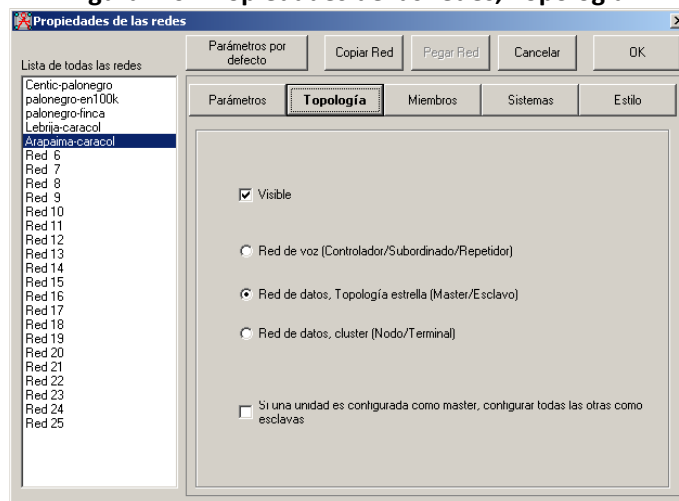 Propiedades de las redes
Lista de todas las redes
Parámetros por defecto
Copiar Red
Pegar Red
Cancelar
OK
Centic-palonegro
palonegro-en100k
palonegro-finca
Lebrija-caracol
Arapaima-caracol
Red 6
Red 7
Red 8
Red 9
Red 10
Red 11
Red 12
Red 13
Red 14
Red 15
Red 16
Red 17
Red 18
Red 19
Red 20
Red 21
Red 22
Red 23
Red 24
Red 25
Parámetros
Topología
Miembros
Sistemas
Estilo
Visible
Red de voz (Controlador/Subordinado/Repetidor)
Red de datos, Topología estrella (Master/Esclavo)
Red de datos, cluster (Nodo/Terminal)
Si una unidad es configurada como master, configurar todas las otras como
esclavas